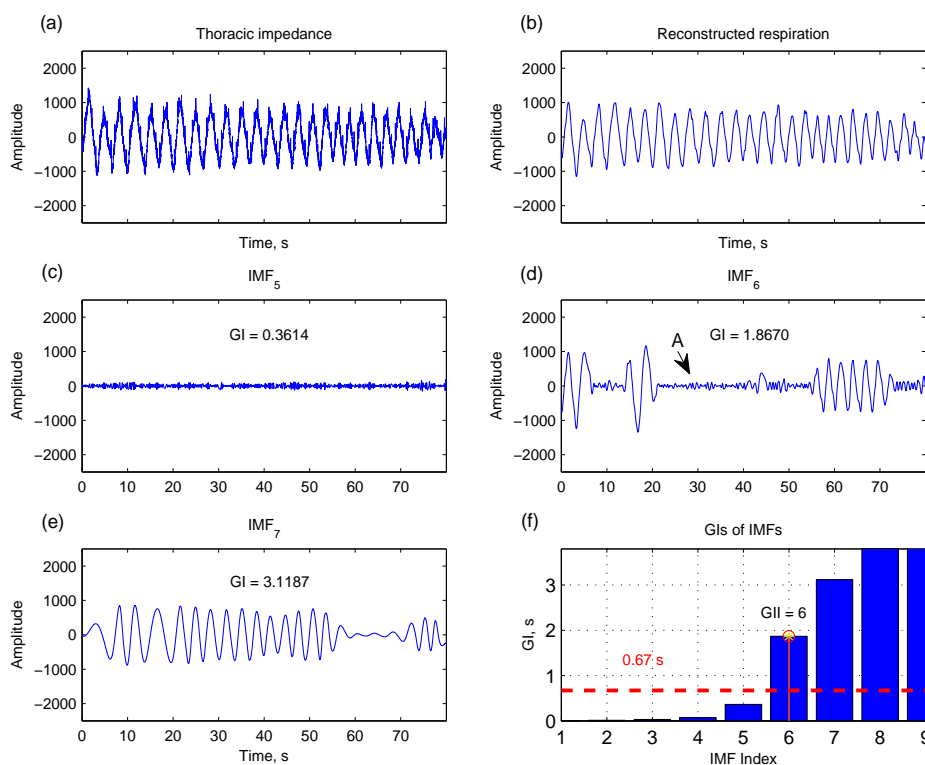 (a)
Thoracic impedance
2000
1000
0
−1000
−2000
Amplitude
Time, s
(b)
Reconstructed respiration
2000
1000
0
−1000
−2000
Amplitude
Time, s
(c)
IMF5
GI = 0.3614
2000
1000
0
−1000
−2000
Amplitude
0 10 20 30 40 50 60 70
(d)
IMF6
A
GI = 1.8670
2000
1000
0
−1000
−2000
Amplitude
0 10 20 30 40 50 60 70
(e)
IMF7
GI = 3.1187
2000
1000
0
−1000
−2000
Amplitude
0 10 20 30 40 50 60 70
Time, s
(f)
GIs of IMFs
GII = 6
0.67 s
3
2
1
0
GI, s
1 2 3 4 5 6 7 8 9
IMF Index